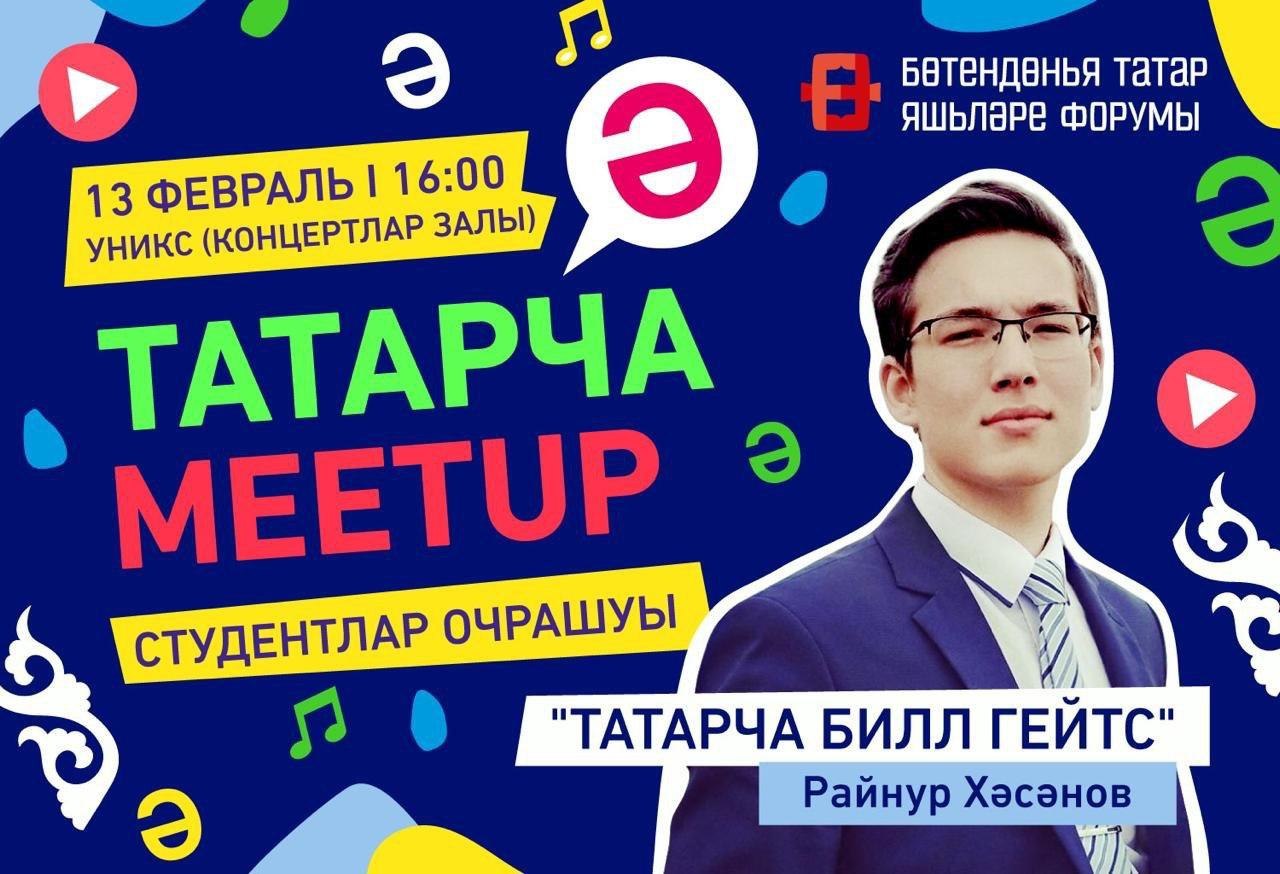 БӨТЕНДӨНЬЯ ТАТАР
ЯШЬЛӘРЕ ФОРУМЫ
Ә
Ә
Ә
13 ФЕВРАЛЬ I 16:00
УНИКС (КОНЦЕРТЛАР ЗАЛЫ)
ТАТАРЧА
MEETUP
Ә
СТУДЕНТЛАР ОЧРАШУЫ
"ТАТАРЧА БИЛЛ ГЕЙТС"
Райнур Хәсәнов
Ә